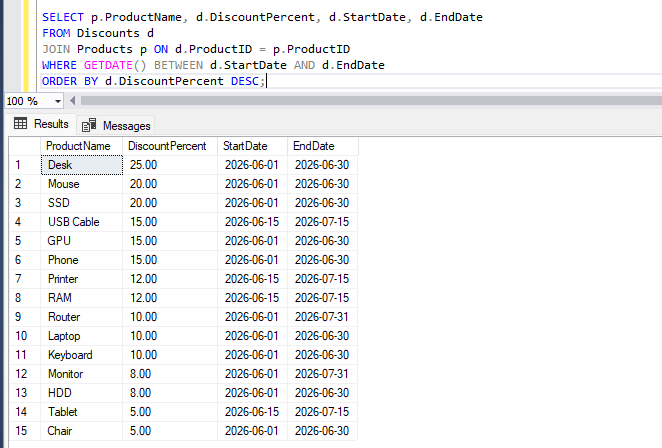 SELECT p.ProductName, d.DiscountPercent, d.StartDate, d.EndDate
FROM Discounts d
JOIN Products p ON d.ProductID = p.ProductID
WHERE GETDATE() BETWEEN d.StartDate AND d.EndDate
ORDER BY d.DiscountPercent DESC;
100 %
Results Messages
ProductName DiscountPercent StartDate EndDate
1 Desk 25.00 2026-06-01 2026-06-30
2 Mouse 20.00 2026-06-01 2026-06-30
3 SSD 20.00 2026-06-01 2026-06-30
4 USB Cable 15.00 2026-06-15 2026-07-15
5 GPU 15.00 2026-06-01 2026-06-30
6 Phone 15.00 2026-06-01 2026-06-30
7 Printer 12.00 2026-06-15 2026-07-15
8 RAM 12.00 2026-06-15 2026-07-15
9 Router 10.00 2026-06-01 2026-07-31
10 Laptop 10.00 2026-06-01 2026-06-30
11 Keyboard 10.00 2026-06-01 2026-06-30
12 Monitor 8.00 2026-06-01 2026-07-31
13 HDD 8.00 2026-06-01 2026-06-30
14 Tablet 5.00 2026-06-15 2026-07-15
15 Chair 5.00 2026-06-01 2026-06-30